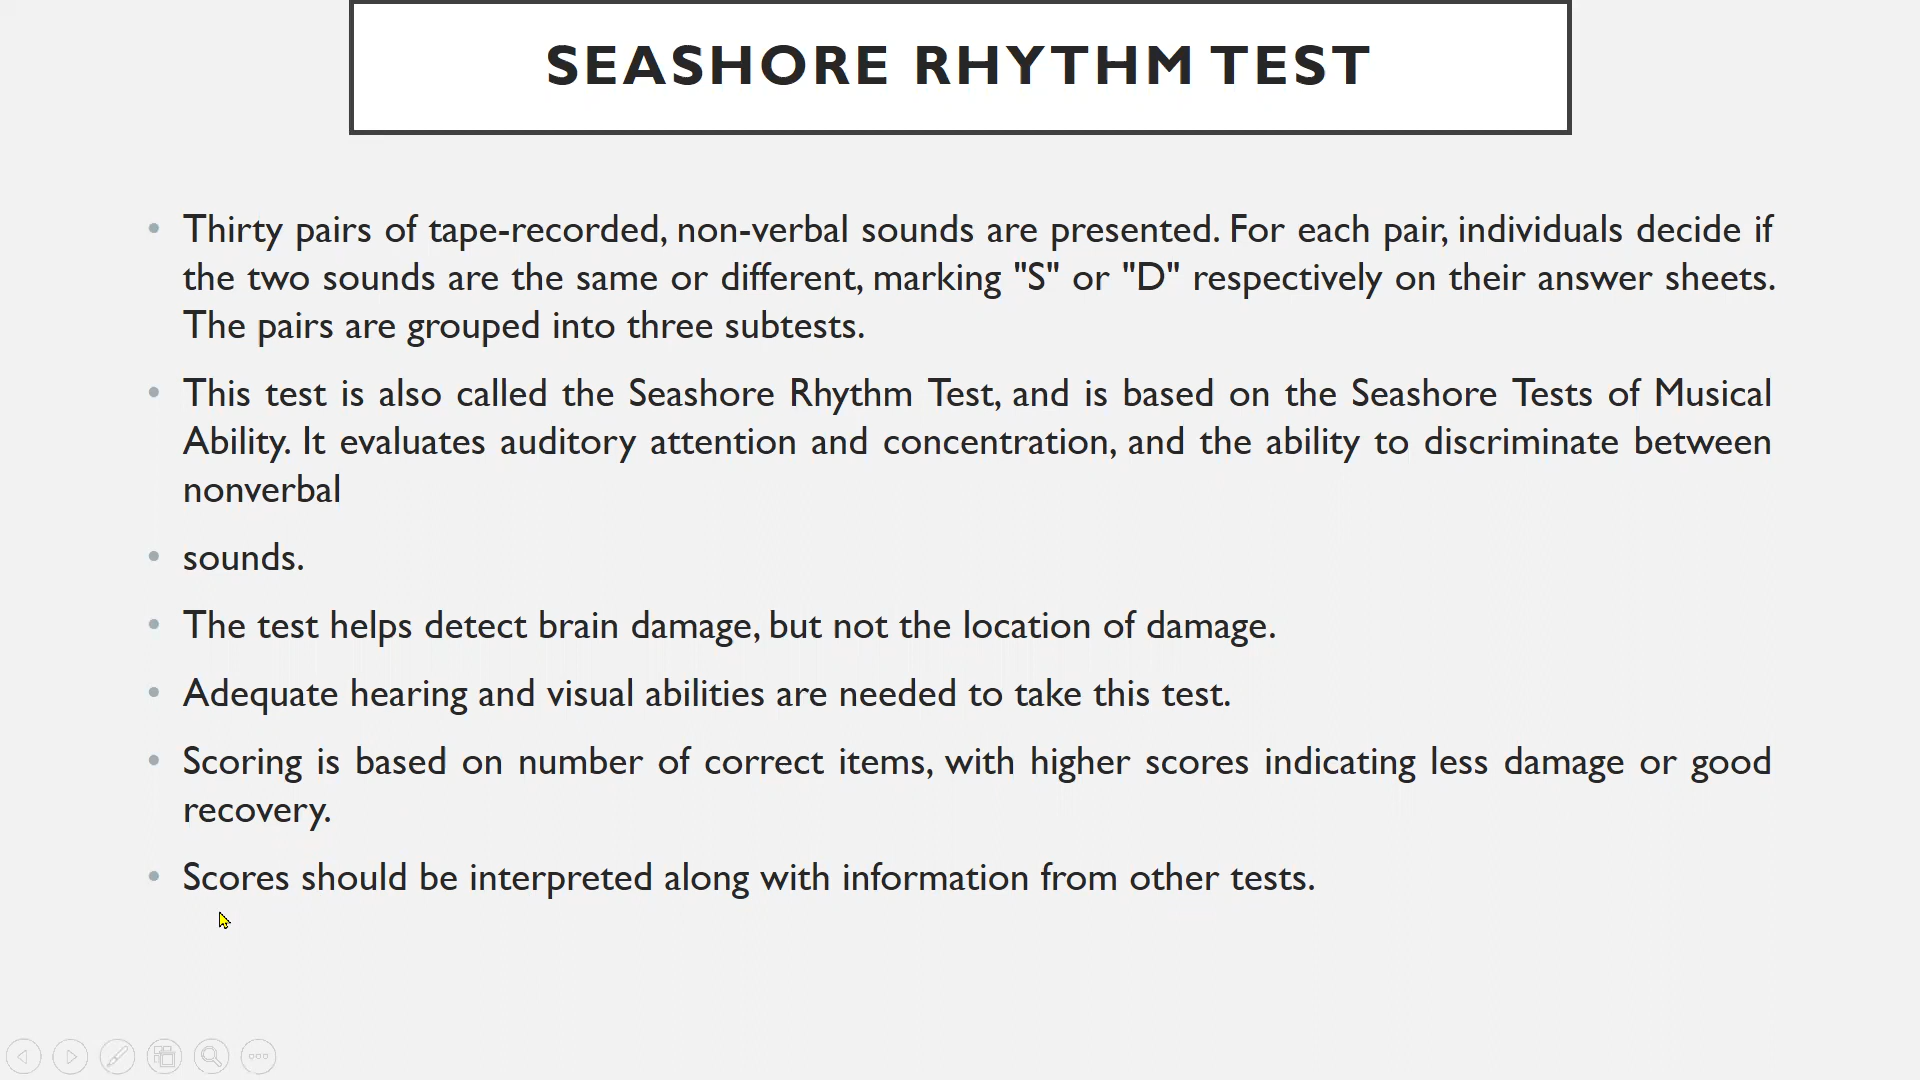 SEASHORE RHYTHM TEST
• Thirty pairs of tape-recorded, non-verbal sounds are presented. For each pair, individuals decide if
the two sounds are the same or different, marking "S" or "D" respectively on their answer sheets.
The pairs are grouped into three subtests.
• This test is also called the Seashore Rhythm Test, and is based on the Seashore Tests of Musical
Ability. It evaluates auditory attention and concentration, and the ability to discriminate between
nonverbal
• sounds.
• The test helps detect brain damage, but not the location of damage.
• Adequate hearing and visual abilities are needed to take this test.
• Scoring is based on number of correct items, with higher scores indicating less damage or good
recovery.
• Scores should be interpreted along with information from other tests.